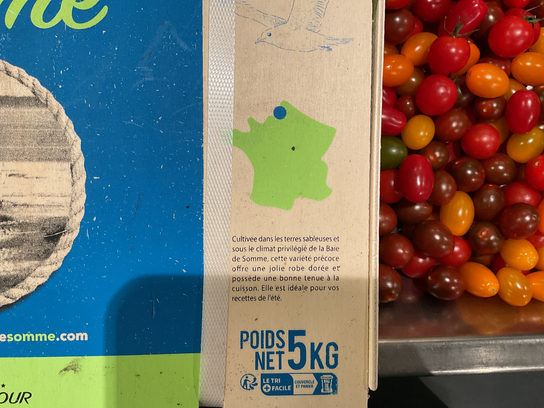 me
Cultivée dans les terres sableuses et
sous le climat privilégié de la Baie
de Somme, cette variété précoce
offre une jolie robe dorée et
possède une bonne tenue à la
cuisson. Elle est idéale pour vos
recettes de l'été.
esomme.com
POIDS
NET 5KG
LE TRI
+ FACILE
COUVERCLE
ET PANIER
OUR